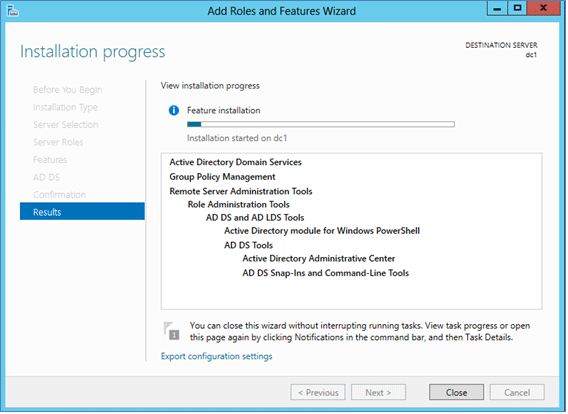 Add Roles and Features Wizard
Installation progress
DESTINATION SERVER
dc1
Before You Begin
Installation Type
Server Selection
Server Roles
Features
AD DS
Confirmation
Results
View installation progress
Feature installation
Installation started on dc1
Active Directory Domain Services
Group Policy Management
Remote Server Administration Tools
Role Administration Tools
AD DS and AD LDS Tools
Active Directory module for Windows PowerShell
AD DS Tools
Active Directory Administrative Center
AD DS Snap-Ins and Command-Line Tools
1
You can close this wizard without interrupting running tasks. View task progress or open
this page again by clicking Notifications in the command bar, and then Task Details.
Export configuration settings
< Previous
Next >
Close
Cancel